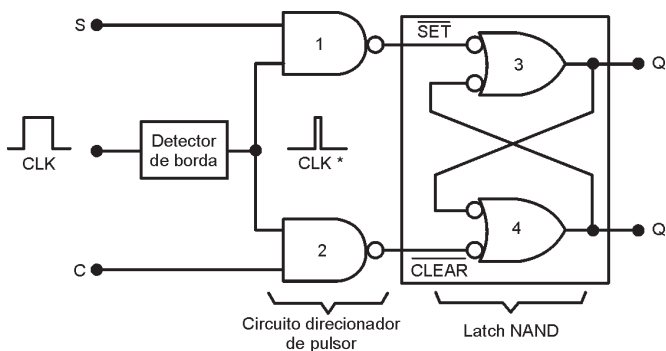 S
1
SET
3
Q
CLK
Detector
de borda
CLK *
2
4
Q
C
CLEAR
Circuito direcionador
de pulsor
Latch NAND